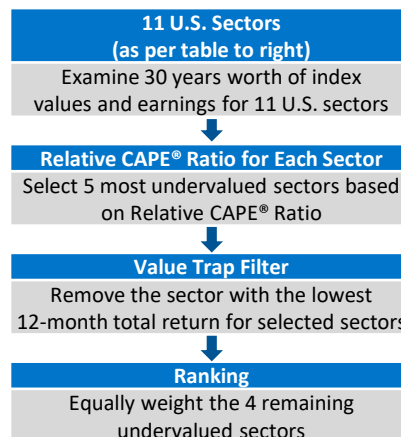 11 U.S. Sectors
(as per table to right)
Examine 30 years worth of index
values and earnings for 11 U.S. sectors
Relative CAPE® Ratio for Each Sector
Select 5 most undervalued sectors based
on Relative CAPE® Ratio
Value Trap Filter
Remove the sector with the lowest
12-month total return for selected sectors
Ranking
Equally weight the 4 remaining
undervalued sectors